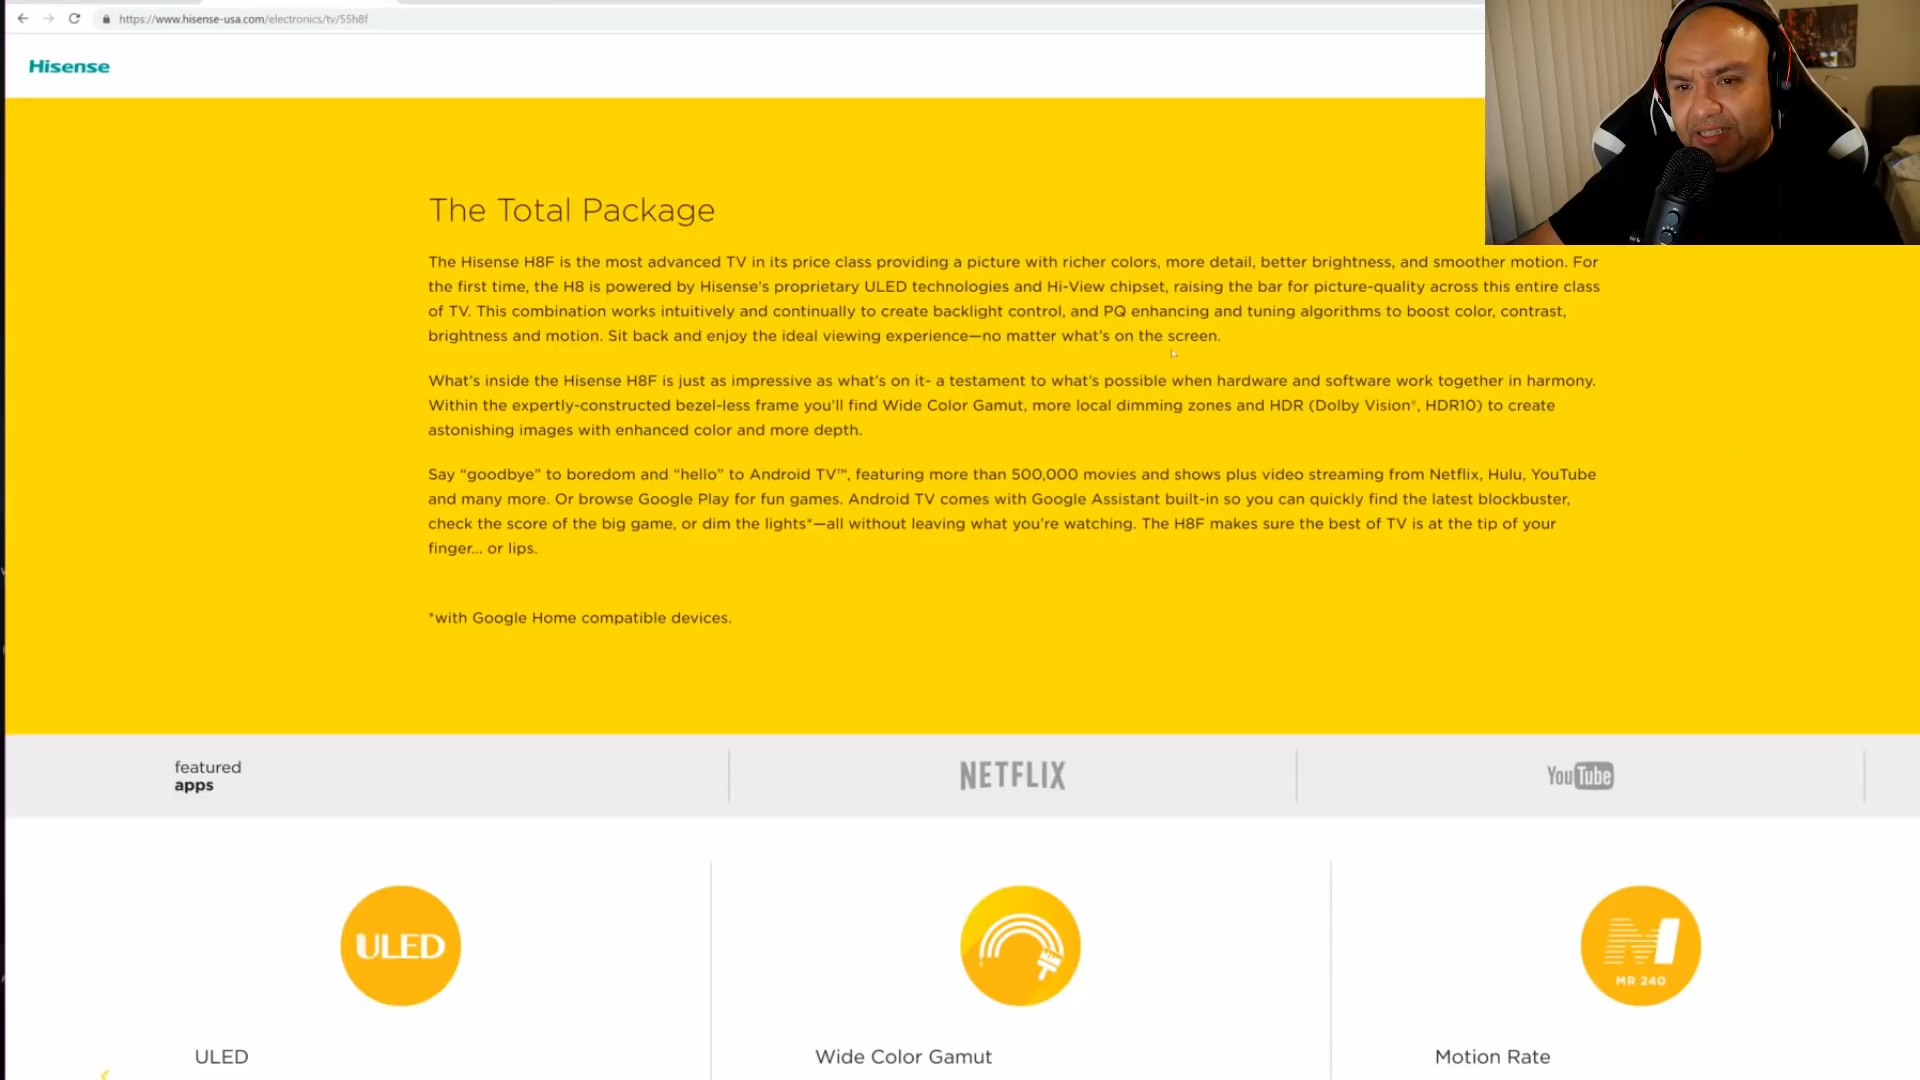 https://www.hisense-usa.com/electronics/tv/55h8f
Hisense
The Total Package
The Hisense H8F is the most advanced TV in its price class providing a picture with richer colors, more detail, better brightness, and smoother motion. For
the first time, the H8 is powered by Hisense's proprietary ULED technologies and Hi-View chipset, raising the bar for picture-quality across this entire class
of TV. This combination works intuitively and continually to create backlight control, and PQ enhancing and tuning algorithms to boost color, contrast,
brightness and motion. Sit back and enjoy the ideal viewing experience—no matter what's on the screen.
What's inside the Hisense H8F is just as impressive as what's on it- a testament to what's possible when hardware and software work together in harmony.
Within the expertly-constructed bezel-less frame you'll find Wide Color Gamut, more local dimming zones and HDR (Dolby Vision®, HDR10) to create
astonishing images with enhanced color and more depth.
Say “goodbye” to boredom and “hello” to Android TV™, featuring more than 500,000 movies and shows plus video streaming from Netflix, Hulu, YouTube
and many more. Or browse Google Play for fun games. Android TV comes with Google Assistant built-in so you can quickly find the latest blockbuster,
check the score of the big game, or dim the lights*—all without leaving what you're watching. The H8F makes sure the best of TV is at the tip of your
finger... or lips.
*with Google Home compatible devices.
featured
apps
NETFLIX
YouTube
ULED
MR 240
ULED
Wide Color Gamut
Motion Rate